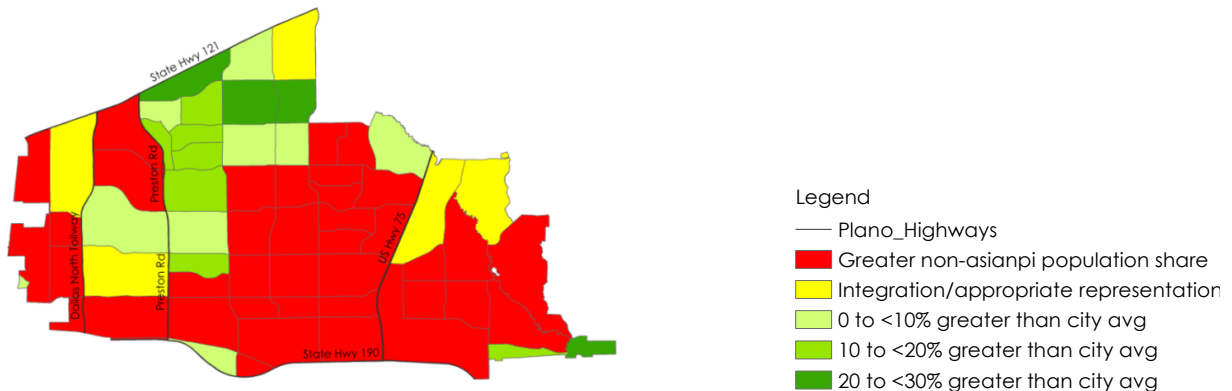 State Hwy 121
Preston Rd
Dallas North Tollway
Preston Rd
US Hwy 75
State Hwy 190
Legend
Plano_Highways
Greater non-asianpi population share
Integration/appropriate representation
0 to <10% greater than city avg
10 to <20% greater than city avg
20 to <30% greater than city avg